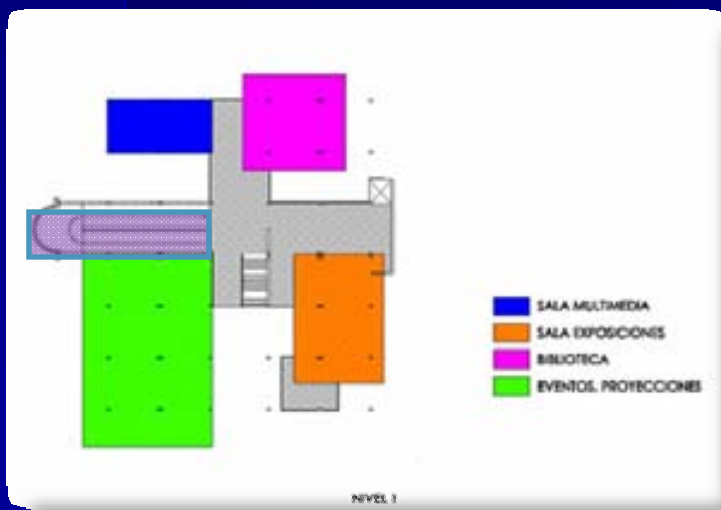 SALA MULTIMEDIA
SALA EXPOSICIONES
BIBLIOTECA
EVENTOS. PROYECCIONES
NIVEL 1